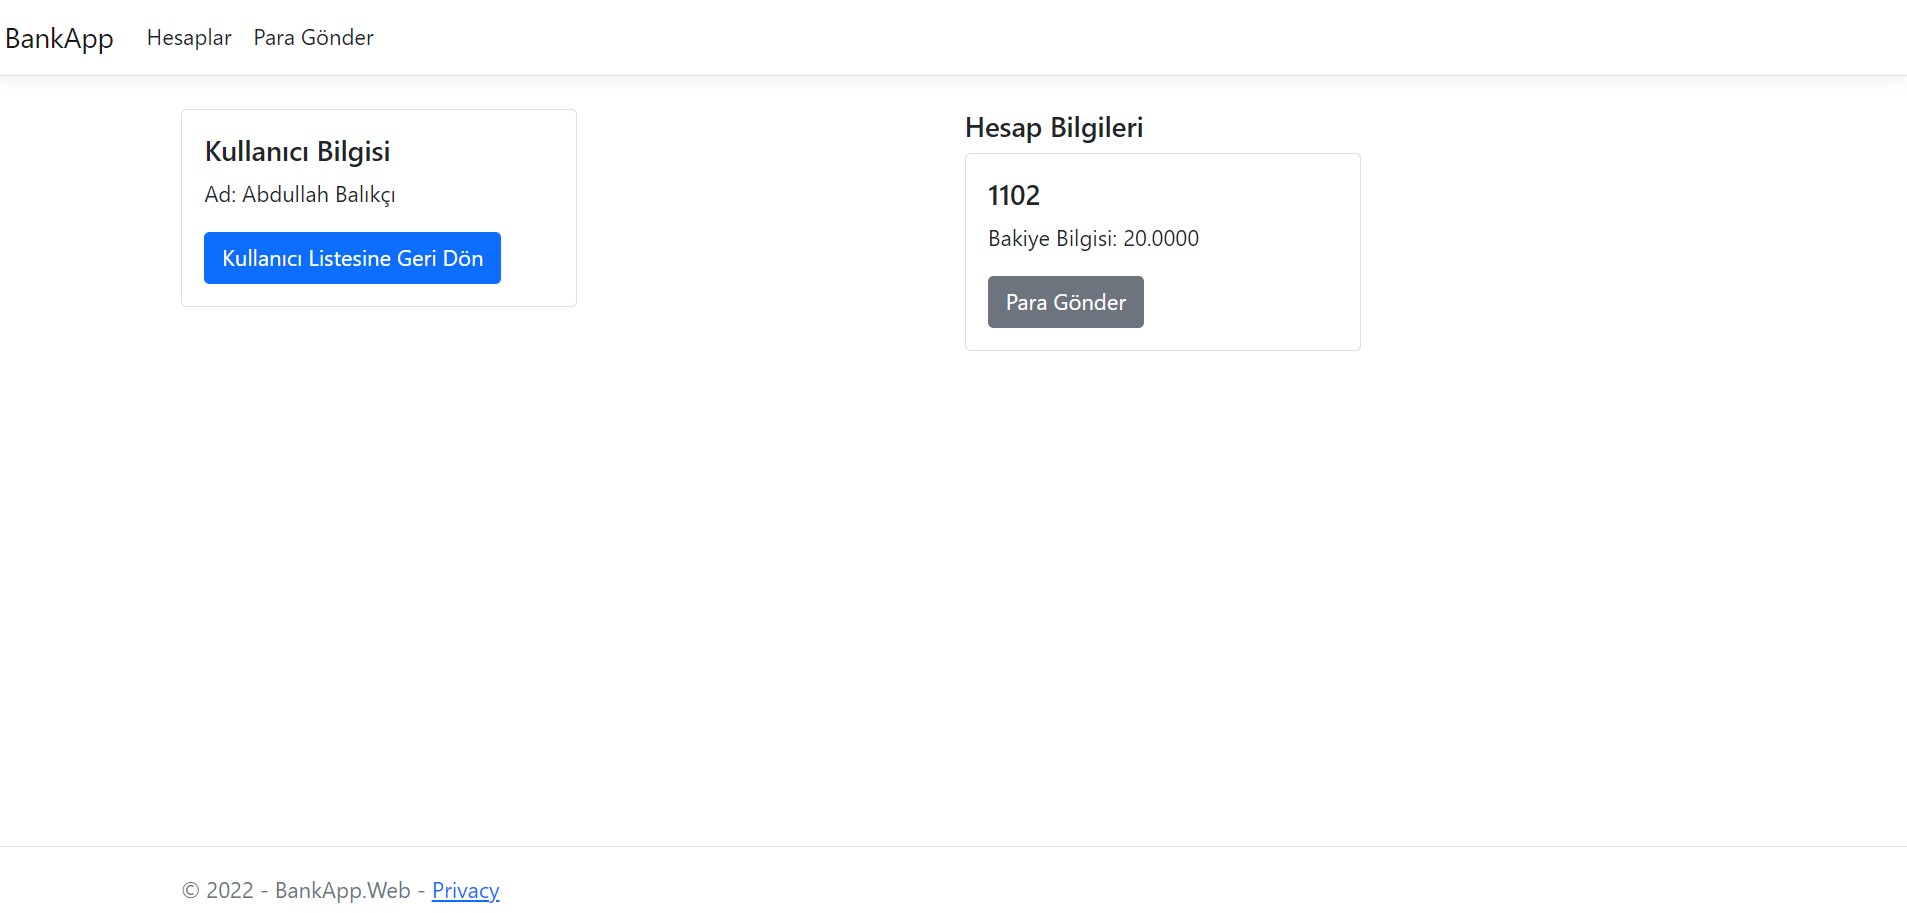 BankApp Hesaplar Para Gönder
Kullanıcı Bilgisi
Ad: Abdullah Balıkçı
Kullanıcı Listesine Geri Dön
Hesap Bilgileri
1102
Bakiye Bilgisi: 20.0000
Para Gönder
© 2022 - BankApp.Web - Privacy